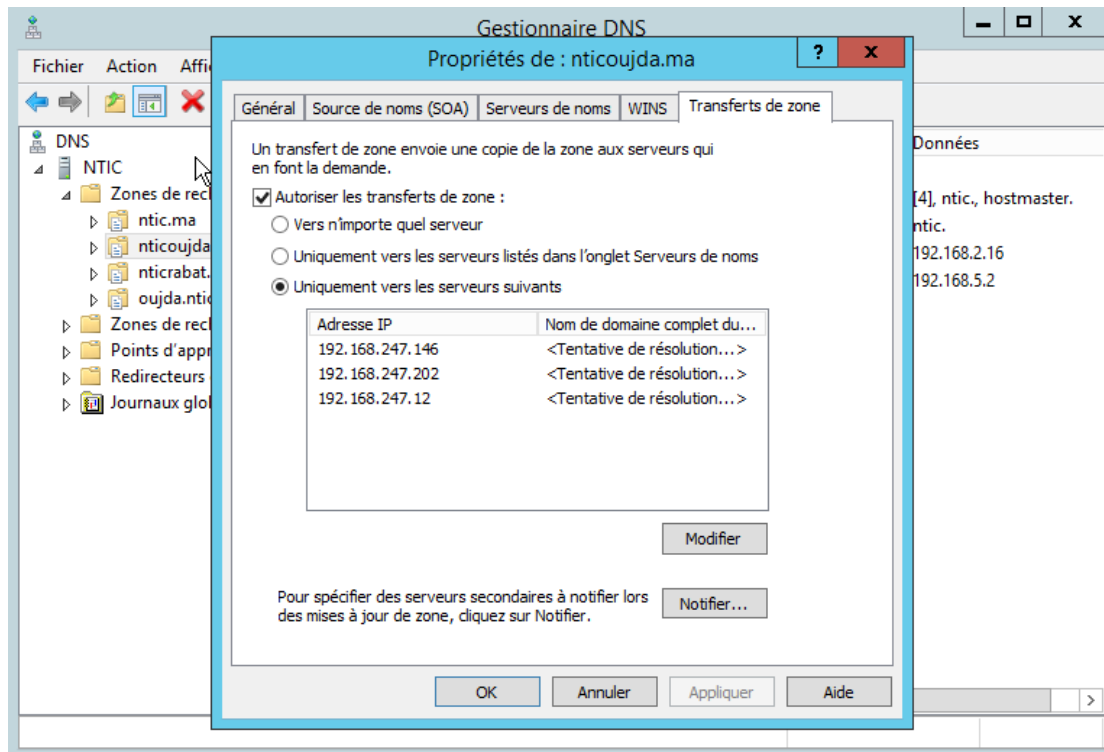 Gestionnaire DNS
Fichier Action Affi
DNS
NTIC
Zones de recl
ntic.ma
nticoujda
nticrabat.
oujda.ntic
Zones de recl
Points d'appr
Redirecteurs
Journaux glol
Propriétés de : nticoujda.ma
? x
Général Source de noms (SOA) Serveurs de noms WINS Transferts de zone
Un transfert de zone envoie une copie de la zone aux serveurs qui
en font la demande.
Autoriser les transferts de zone :
Vers n'importe quel serveur
Uniquement vers les serveurs listés dans l'onglet Serveurs de noms
Uniquement vers les serveurs suivants
Adresse IP Nom de domaine complet du...
192.168.247.146 <Tentative de résolution...>
192.168.247.202 <Tentative de résolution...>
192.168.247.12 <Tentative de résolution...>
Modifier
Pour spécifier des serveurs secondaires à notifier lors
des mises à jour de zone, cliquez sur Notifier.
Notifier...
OK Annuler Appliquer Aide
Données
[4], ntic., hostmaster.
ntic.
192.168.2.16
192.168.5.2